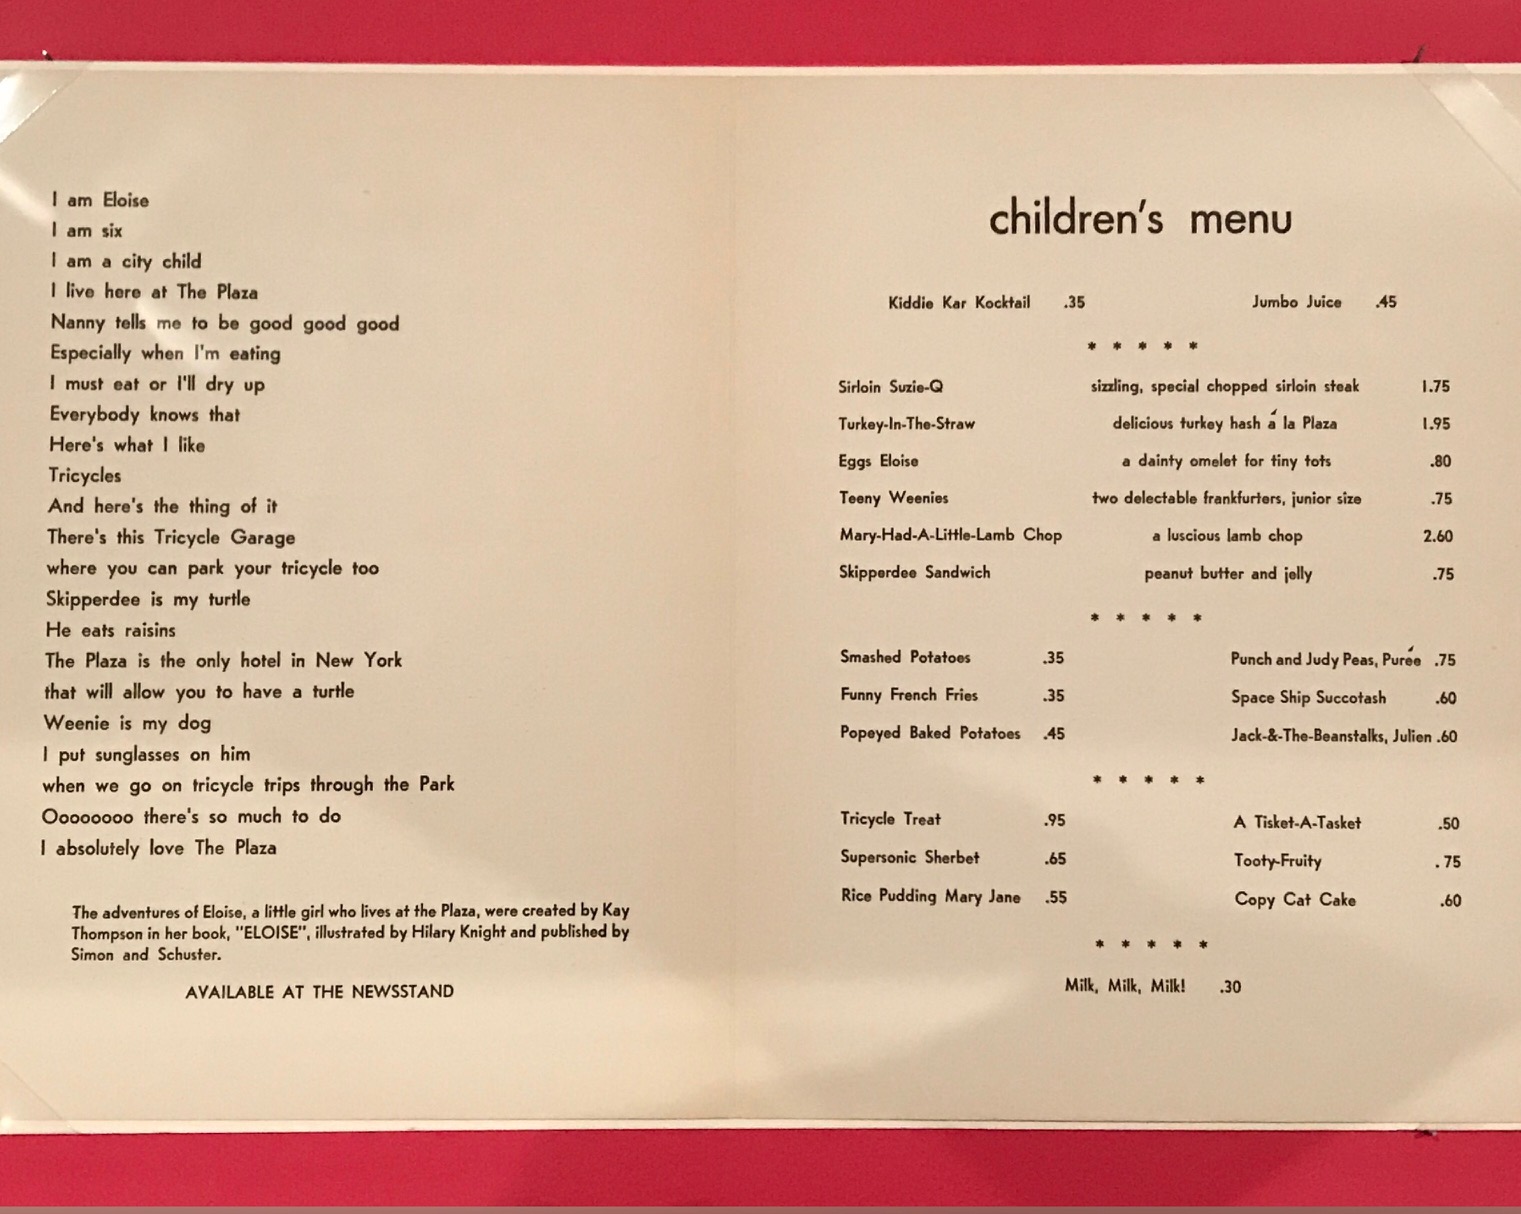 I am Eloise
I am six
I am a city child
I live here at The Plaza
Nanny tells me to be good good good
Especially when I'm eating
I must eat or I'll dry up
Everybody knows that
Here's what I like
Tricycles
And here's the thing of it
There's this Tricycle Garage
where you can park your tricycle too
Skipperdee is my turtle
He eats raisins
The Plaza is the only hotel in New York
that will allow you to have a turtle
Weenie is my dog
I put sunglasses on him
when we go on tricycle trips through the Park
Oooooooo there's so much to do
I absolutely love The Plaza
The adventures of Eloise, a little girl who lives at the Plaza, were created by Kay
Thompson in her book, "ELOISE", illustrated by Hilary Knight and published by
Simon and Schuster.
AVAILABLE AT THE NEWSSTAND
children's menu
Kiddie Kar Kocktail .35 Jumbo Juice .45
* * * * *
Sirloin Suzie-Q sizzling, special chopped sirloin steak 1.75
Turkey-In-The-Straw delicious turkey hash á la Plaza 1.95
Eggs Eloise a dainty omelet for tiny tots .80
Teeny Weenies two delectable frankfurters, junior size .75
Mary-Had-A-Little-Lamb Chop a luscious lamb chop 2.60
Skipperdee Sandwich peanut butter and jelly .75
* * * * *
Smashed Potatoes .35 Punch and Judy Peas, Purée .75
Funny French Fries .35 Space Ship Succotash .60
Popeyed Baked Potatoes .45 Jack-&-The-Beanstalks, Julien .60
* * * * *
Tricycle Treat .95 A Tisket-A-Tasket .50
Supersonic Sherbet .65 Tooty-Fruity .75
Rice Pudding Mary Jane .55 Copy Cat Cake .60
* * * * *
Milk, Milk, Milk! .30